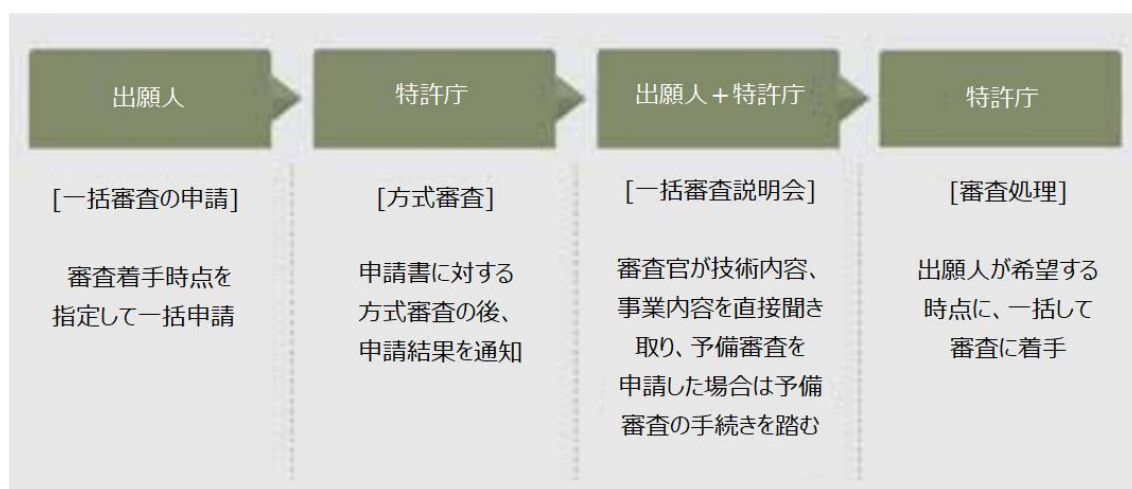 出願人
特許庁
出願人+特許庁
特許庁
[一括審査の申請]
審査着手時点を
指定して一括申請
[方式審査]
申請書に対する
方式審査の後、
申請結果を通知
[一括審査説明会]
審査官が技術内容、
事業内容を直接聞き
取り、予備審査を
申請した場合は予備
審査の手続きを踏む
[審査処理]
出願人が希望する
時点に、一括して
審査に着手